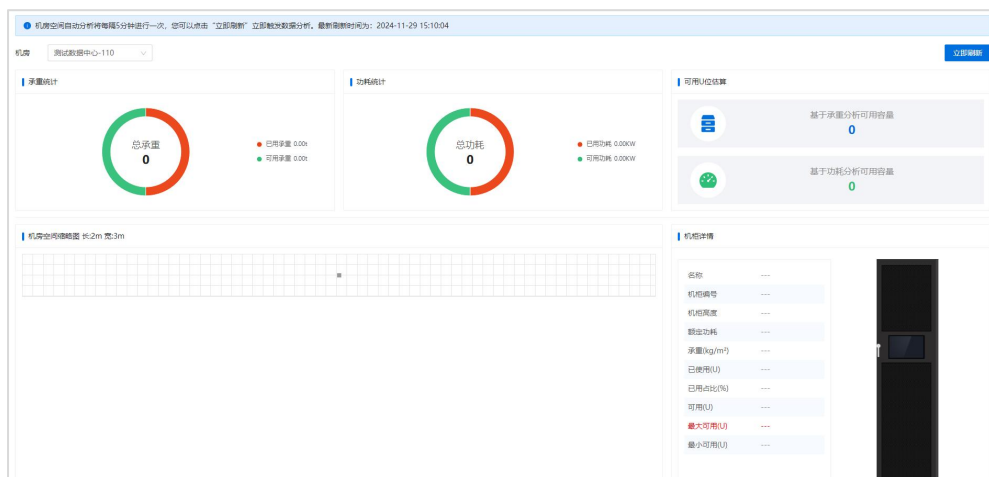 机房空间自动分析将每隔5分钟进行一次，您可以点击“立即刷新”立即触发数据分析。最新刷新时间为：2024-11-29 15:10:04
机房 测试数据中心-110 立即刷新
承重统计
总承重
0
已用承重 0.00t
可用承重 0.00t
功耗统计
总功耗
0
已用功耗 0.00KW
可用功耗 0.00KW
可用U位估算
基于承重分析可用容量
0
基于功耗分析可用容量
0
机房空间缩略图 长:2m 宽:3m
机柜详情
名称 ---
机柜编号 ---
机柜高度 ---
额定功耗 ---
承重(kg/m²) ---
已使用(U) ---
已用占比(%) ---
可用(U) ---
最大可用(U) ---
最小可用(U) ---